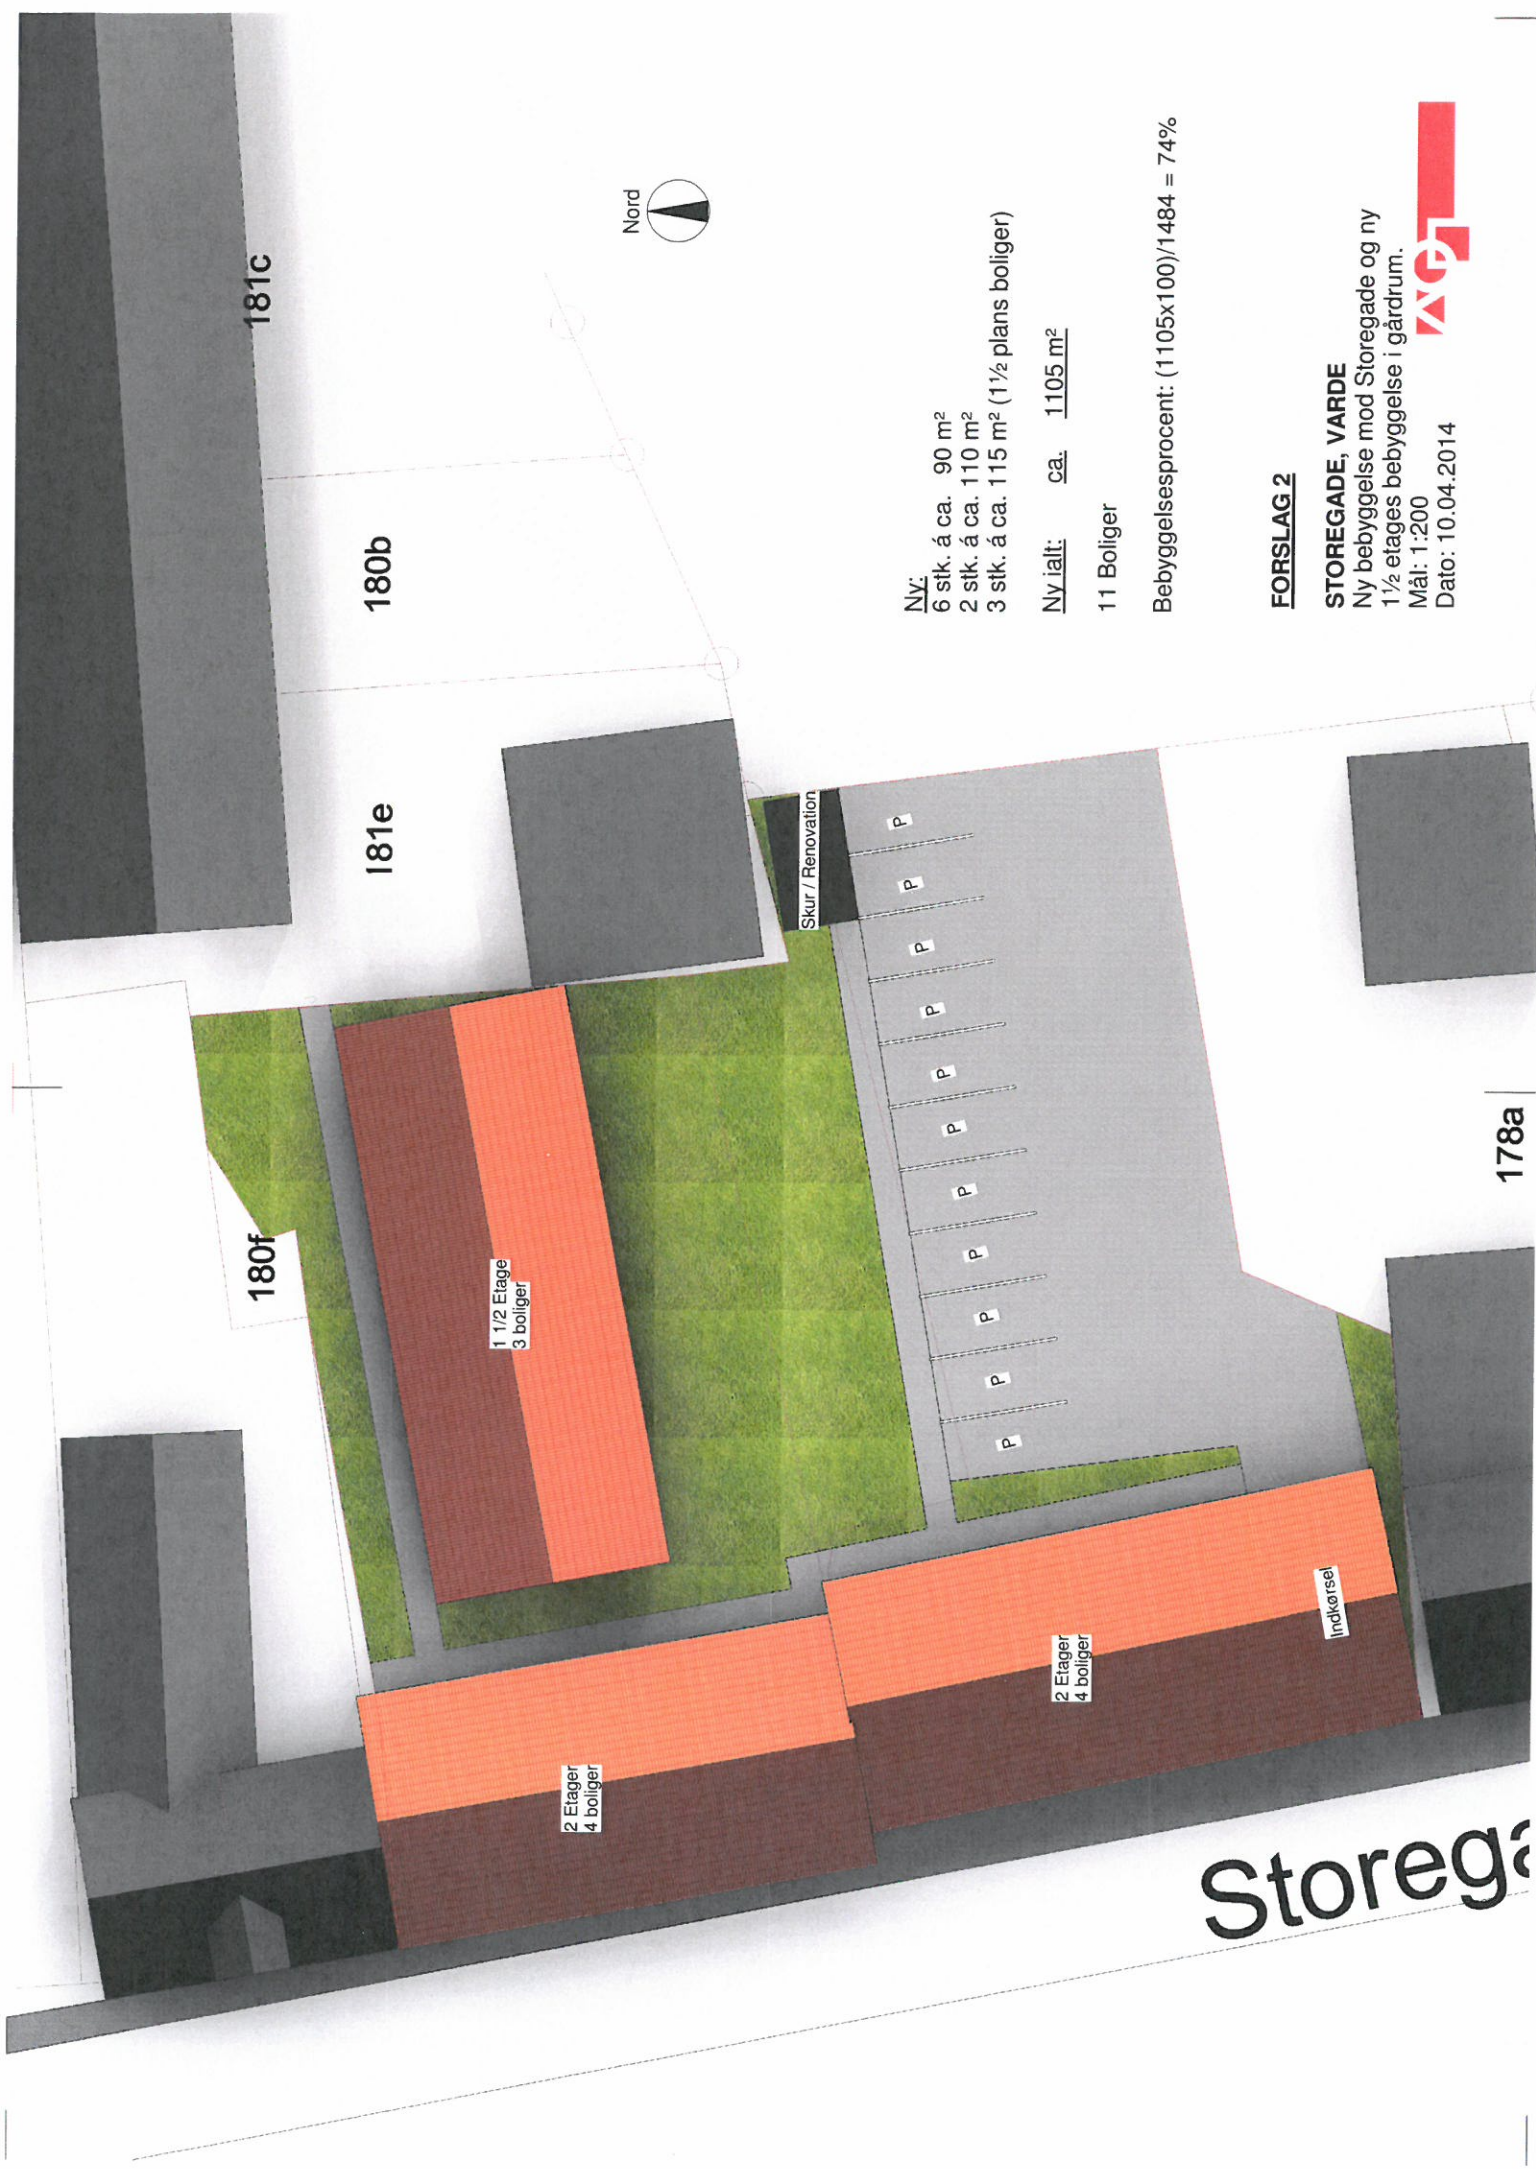 181c
180b
181e
180f
Nord
1 1/2 Etage
3 boliger
Skur / Renovation
P
P
P
P
P
P
P
P
P
P
P
2 Etager
4 boliger
2 Etager
4 boliger
Indkørsel
178a
Ny:
6 stk. á ca. 90 m²
2 stk. á ca. 110 m²
3 stk. á ca. 115 m² (1½ plans boliger)
Ny ialt: ca. 1105 m²
11 Boliger
Bebyggelsesprocent: (1105x100)/1484 = 74%
FORSLAG 2
STOREGADE, VARDE
Ny bebyggelse mod Storegade og ny
1½ etages bebyggelse i gårdrum.
Mål: 1:200
Dato: 10.04.2014